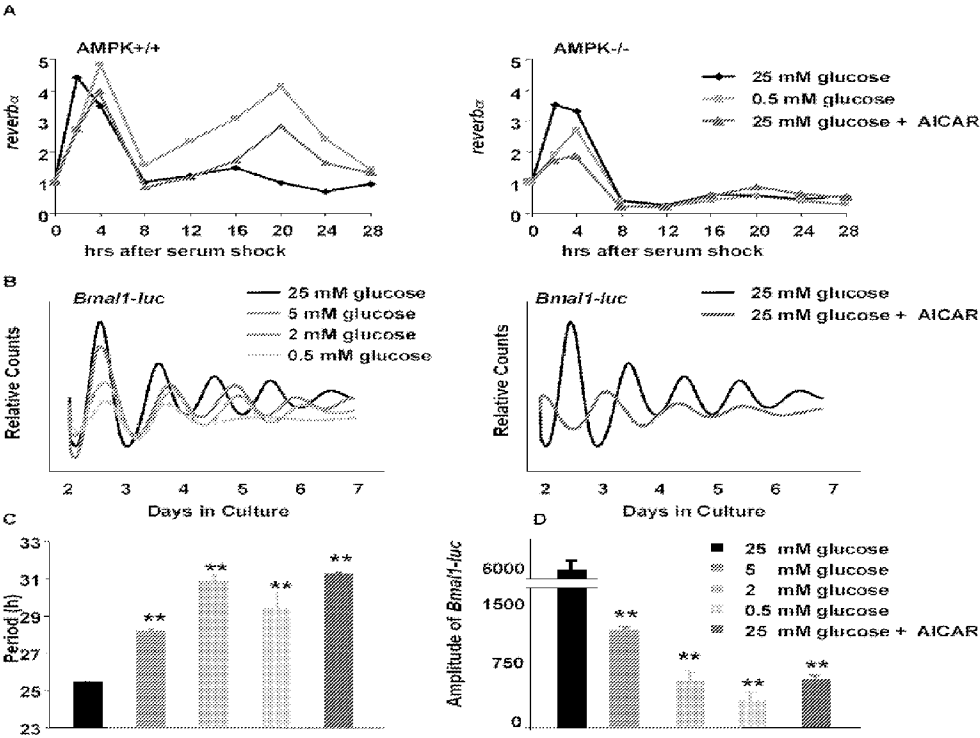 A
AMPK+/+
reverbα
5
4
3
2
1
0
0 4 8 12 16 20 24 28
hrs after serum shock
AMPK-/-
reverbα
5
4
3
2
1
0
0 4 8 12 16 20 24 28
hrs after serum shock
25 mM glucose
0.5 mM glucose
25 mM glucose + AICAR
B
Bmal1-luc
Relative Counts
25 mM glucose
5 mM glucose
2 mM glucose
0.5 mM glucose
2 3 4 5 6 7
Days in Culture
Bmal1-luc
Relative Counts
25 mM glucose
25 mM glucose + AICAR
2 3 4 5 6 7
Days in Culture
C
Period (h)
33
31
29
27
25
23
**
**
**
**
D
Amplitude of Bmal1-luc
6000
1500
750
0
**
**
**
**
25 mM glucose
5 mM glucose
2 mM glucose
0.5 mM glucose
25 mM glucose + AICAR